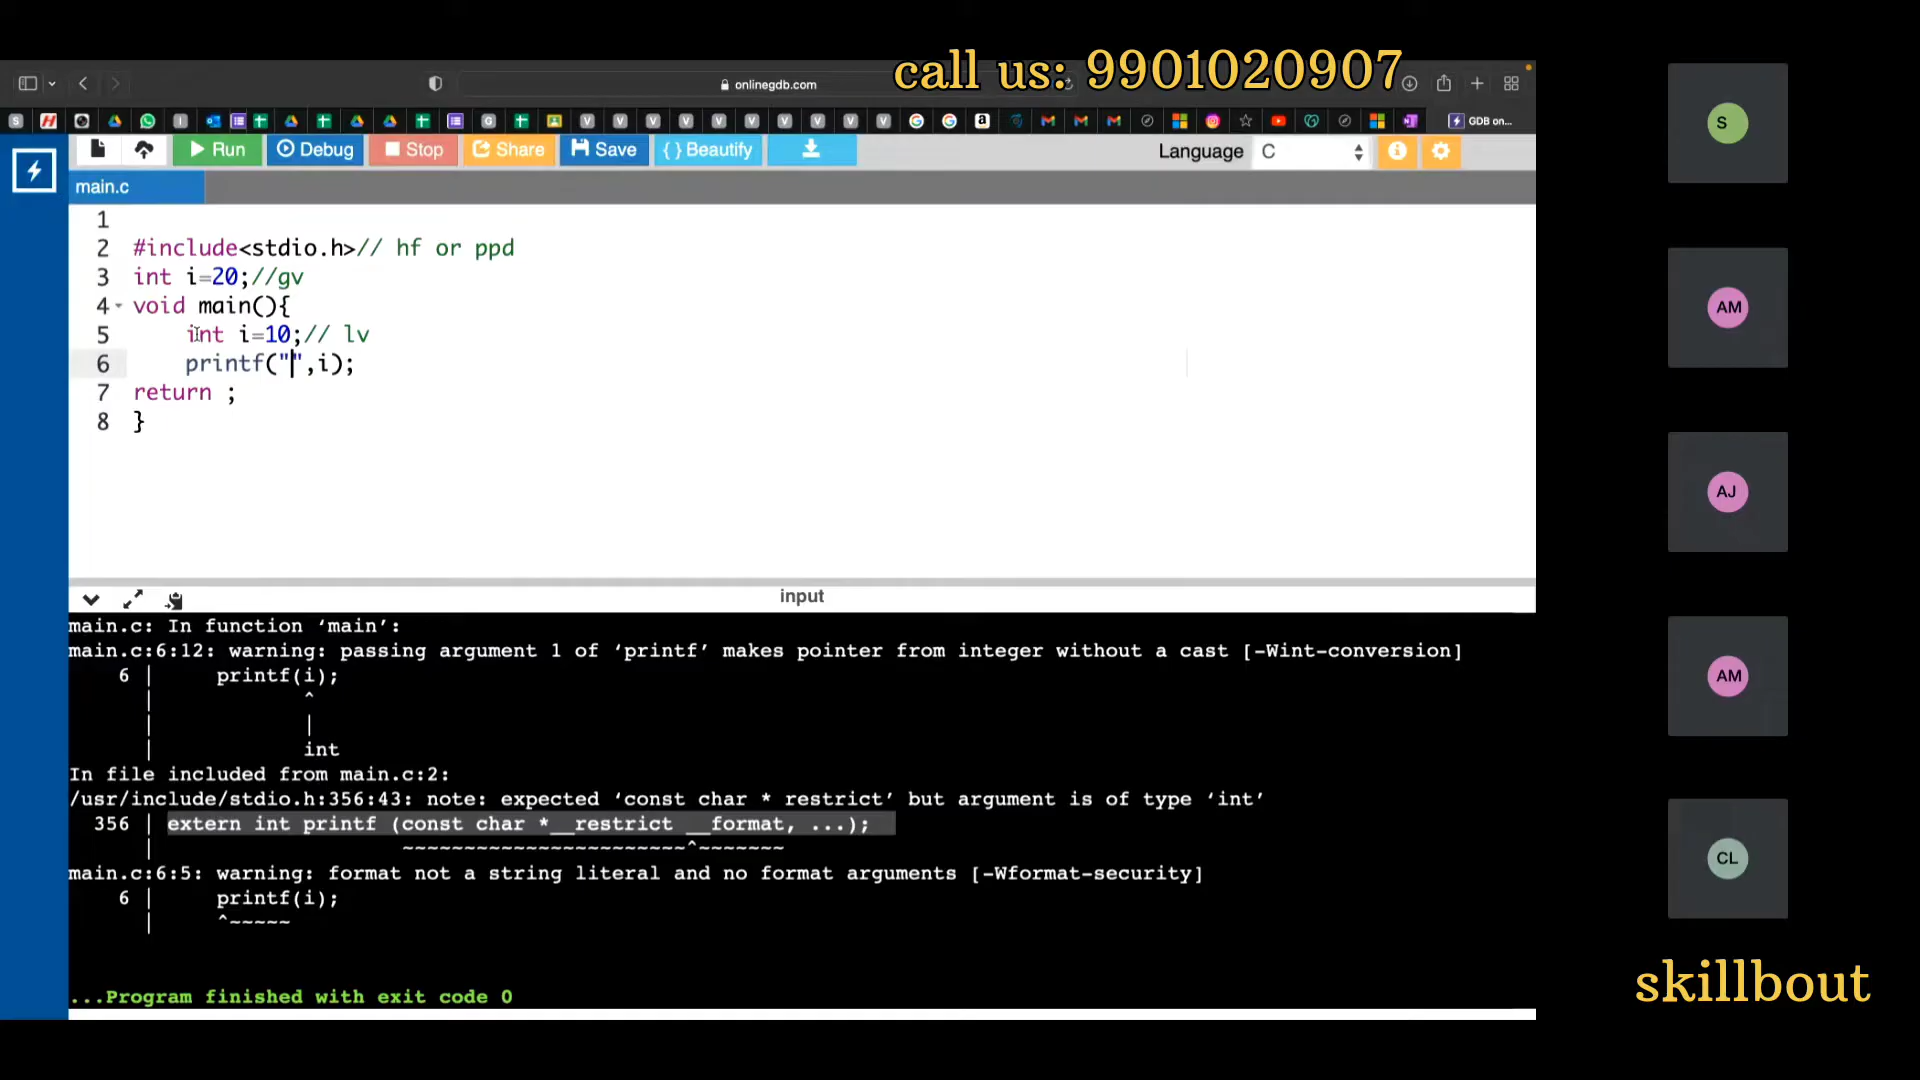 call us: 9901020907
onlinegdb.com
GDB on...
Run
Debug
Stop
Share
Save
{ } Beautify
Language C
main.c
1
2 #include<stdio.h>// hf or ppd
3 int i=20;//gv
4 void main(){
5 int i=10;// lv
6 printf("",i);
7 return ;
8 }
input
main.c: In function ‘main’:
main.c:6:12: warning: passing argument 1 of ‘printf’ makes pointer from integer without a cast [-Wint-conversion]
6 | printf(i);
| ^
| |
| int
In file included from main.c:2:
/usr/include/stdio.h:356:43: note: expected ‘const char * restrict’ but argument is of type ‘int’
356 | extern int printf (const char *__restrict __format, ...);
| ~~~~~~~~~~~~~~~~~~~~~~~^~~~~~~~
main.c:6:5: warning: format not a string literal and no format arguments [-Wformat-security]
6 | printf(i);
| ^~~~~~
...Program finished with exit code 0
S
AM
AJ
AM
CL
skillbout